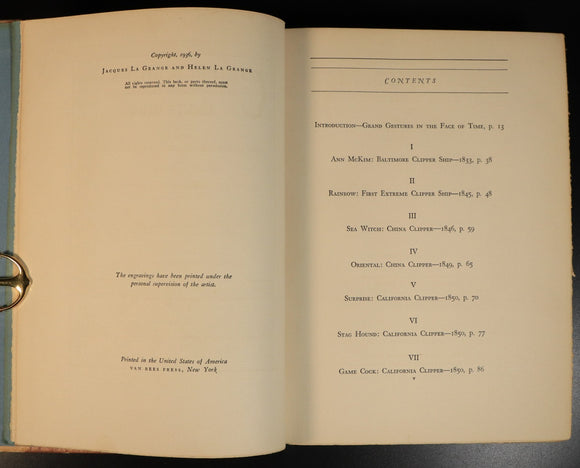 Copyright, 1936, by
Jacques La Grange and Helen La Grange
All rights reserved. This book, or parts thereof, must
not be reproduced in any form without permission.
The engravings have been printed under the
personal supervision of the artist.
Printed in the United States of America
VAN REES PRESS, New York
CONTENTS
Introduction—Grand Gestures in the Face of Time, p. 13
I
Ann McKim: Baltimore Clipper Ship—1833, p. 38
II
Rainbow: First Extreme Clipper Ship—1845, p. 48
III
Sea Witch: China Clipper—1846, p. 59
IV
Oriental: China Clipper—1849, p. 65
V
Surprise: California Clipper—1850, p. 70
VI
Stag Hound: California Clipper—1850, p. 77
VII
Game Cock: California Clipper—1850, p. 86
v